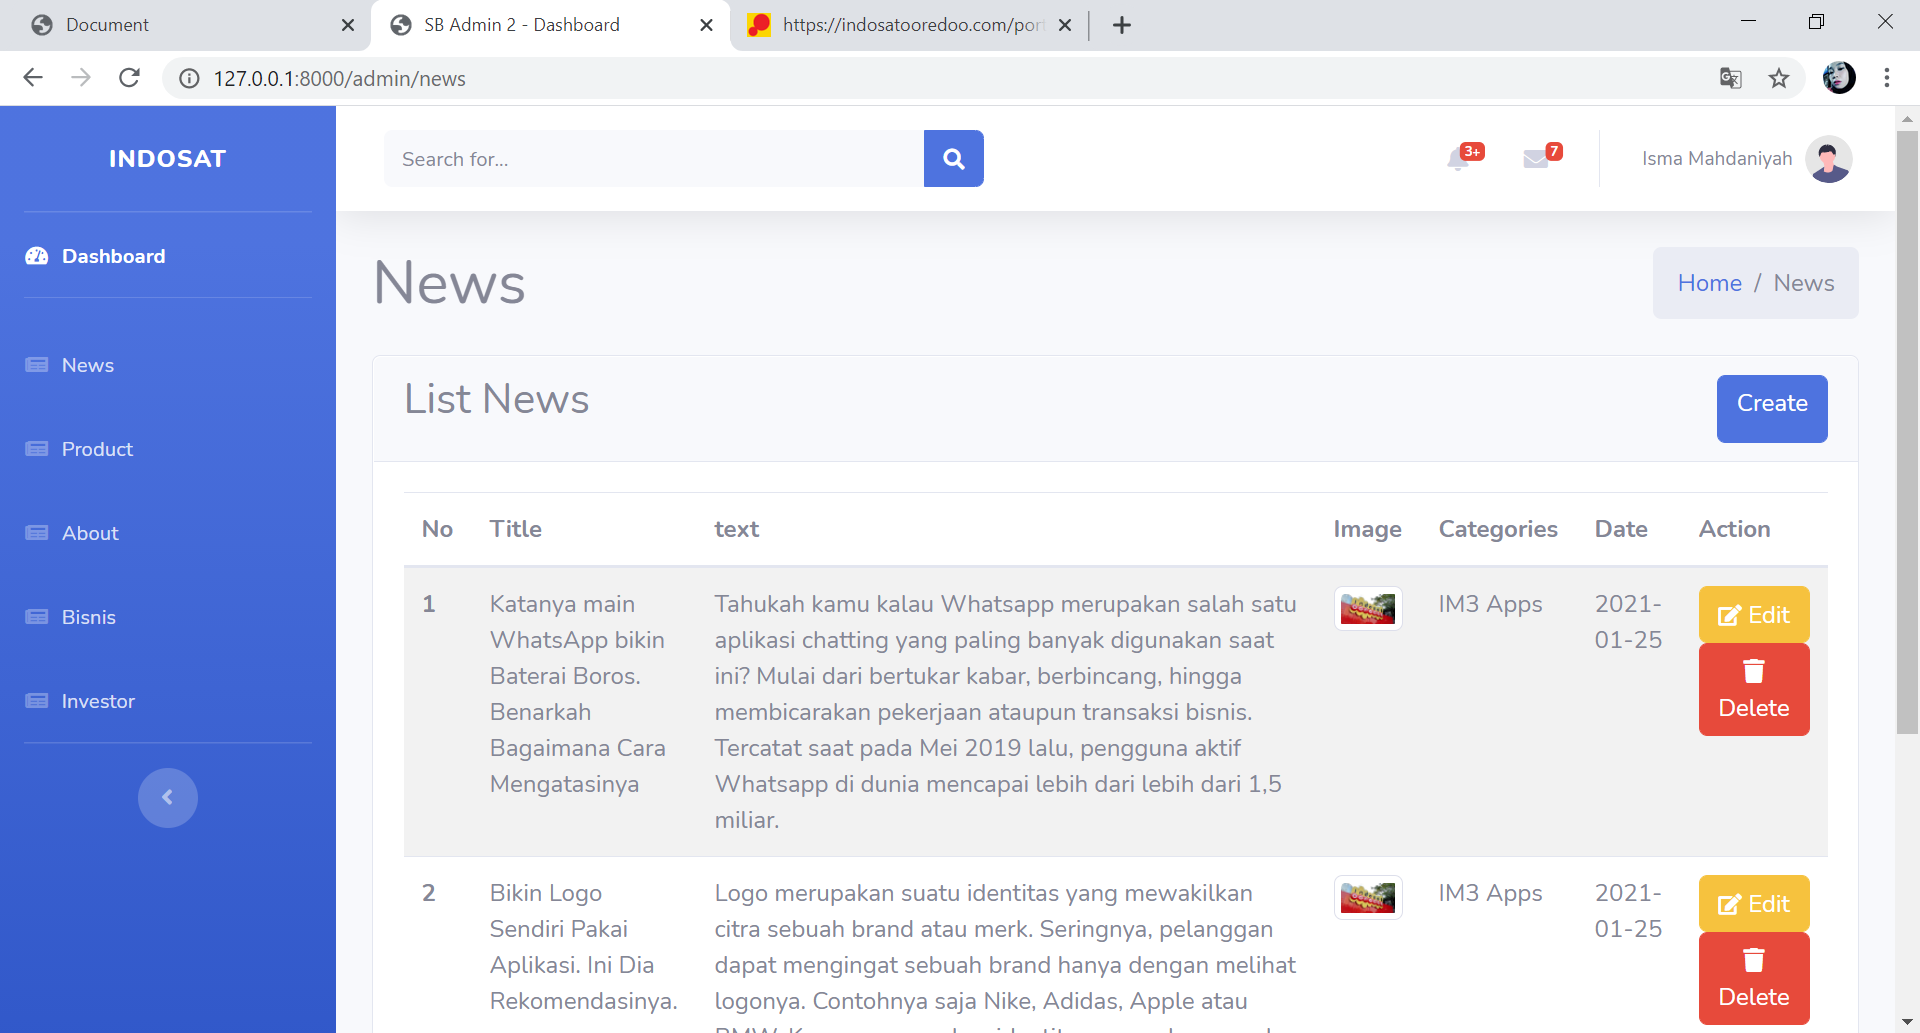 Document
SB Admin 2 - Dashboard
https://indosatooredoo.com/por
127.0.0.1:8000/admin/news
INDOSAT
Dashboard
News
Product
About
Bisnis
Investor
Search for...
3+
7
Isma Mahdaniyah
News
Home / News
List News
Create
No Title text Image Categories Date Action
1
Katanya main
WhatsApp bikin
Baterai Boros.
Benarkah
Bagaimana Cara
Mengatasinya
Tahukah kamu kalau Whatsapp merupakan salah satu
aplikasi chatting yang paling banyak digunakan saat
ini? Mulai dari bertukar kabar, berbincang, hingga
membicarakan pekerjaan ataupun transaksi bisnis.
Tercatat saat pada Mei 2019 lalu, pengguna aktif
Whatsapp di dunia mencapai lebih dari lebih dari 1,5
miliar.
IM3 Apps
2021-
01-25
Edit
Delete
2
Bikin Logo
Sendiri Pakai
Aplikasi. Ini Dia
Rekomendasinya.
Logo merupakan suatu identitas yang mewakilkan
citra sebuah brand atau merk. Seringnya, pelanggan
dapat mengingat sebuah brand hanya dengan melihat
logonya. Contohnya saja Nike, Adidas, Apple atau
IM3 Apps
2021-
01-25
Edit
Delete